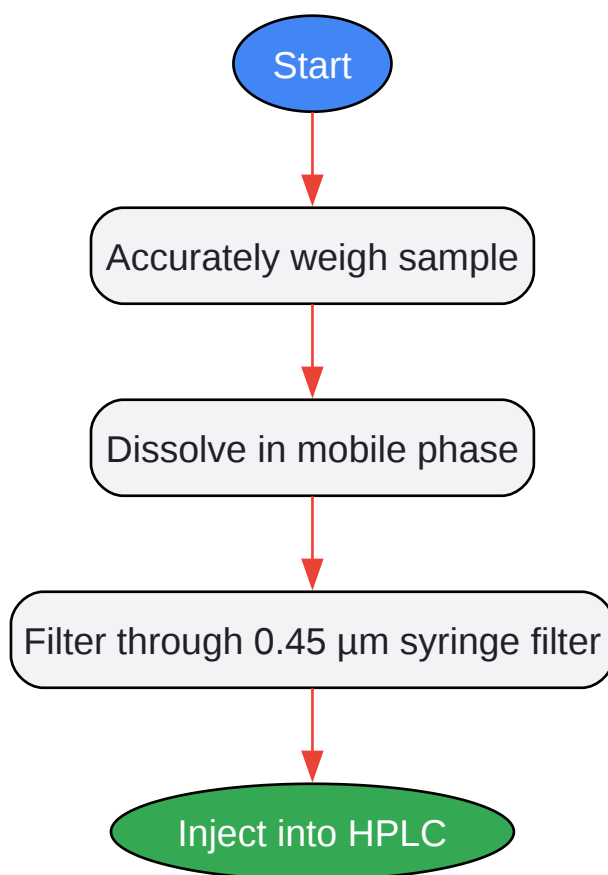 Start
Accurately weigh sample
Dissolve in mobile phase
Filter through 0.45 µm syringe filter
Inject into HPLC